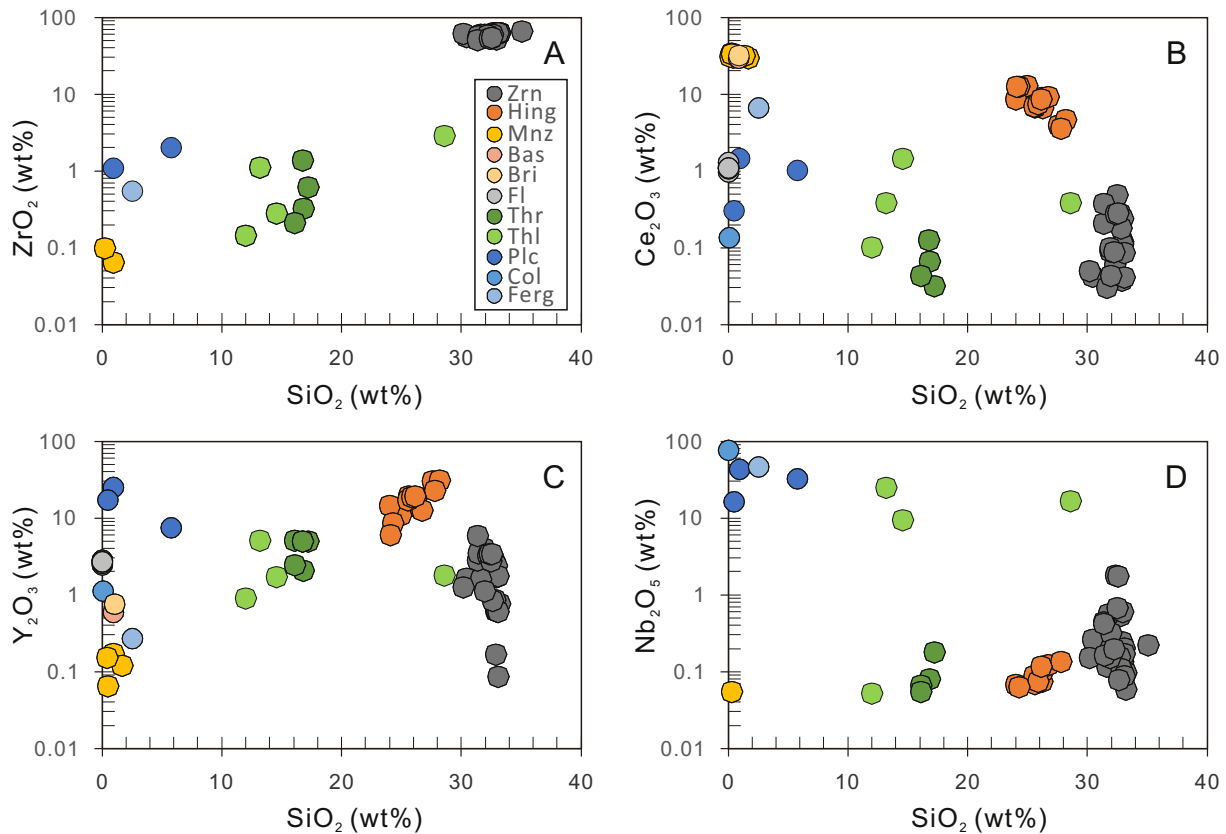 100
10
1
0.1
0.01
ZrO₂ (wt%)
A
Zrn
Hing
Mnz
Bas
Bri
Fl
Thr
Thl
Plc
Col
Ferg
0 10 20 30 40
SiO₂ (wt%)
100
10
1
0.1
0.01
Ce₂O₃ (wt%)
B
0 10 20 30 40
SiO₂ (wt%)
100
10
1
0.1
0.01
Y₂O₃ (wt%)
C
0 10 20 30 40
SiO₂ (wt%)
100
10
1
0.1
0.01
Nb₂O₅ (wt%)
D
0 10 20 30 40
SiO₂ (wt%)